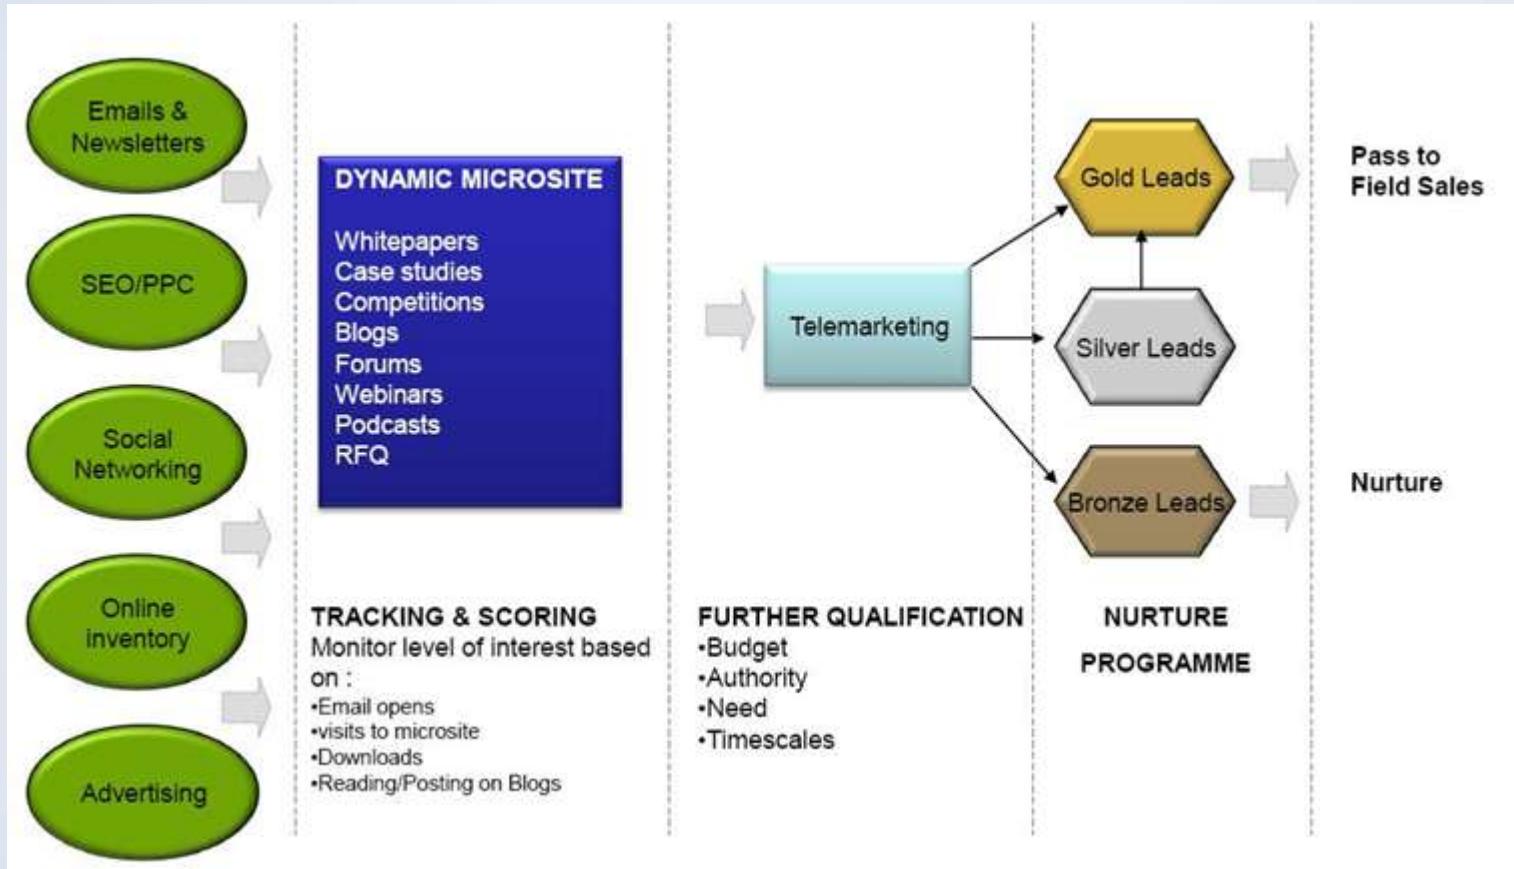 Emails &
Newsletters
SEO/PPC
Social
Networking
Online
inventory
Advertising
DYNAMIC MICROSITE
Whitepapers
Case studies
Competitions
Blogs
Forums
Webinars
Podcasts
RFQ
TRACKING & SCORING
Monitor level of interest based
on :
•Email opens
•visits to microsite
•Downloads
•Reading/Posting on Blogs
Telemarketing
FURTHER QUALIFICATION
•Budget
•Authority
•Need
•Timescales
Gold Leads
Silver Leads
Bronze Leads
NURTURE
PROGRAMME
Pass to
Field Sales
Nurture